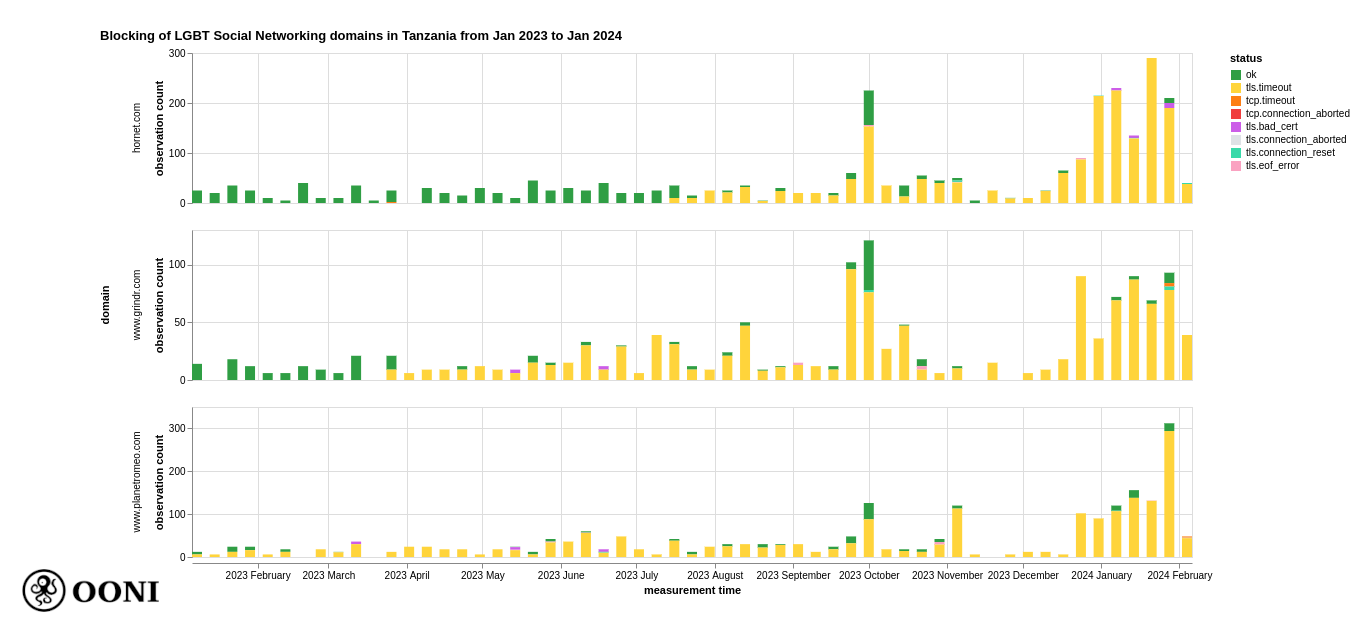 Blocking of LGBT Social Networking domains in Tanzania from Jan 2023 to Jan 2024
domain
hornet.com
observation count
300
200
100
0
www.grindr.com
observation count
100
50
0
www.planetromeo.com
observation count
300
200
100
0
2023 February 2023 March 2023 April 2023 May 2023 June 2023 July 2023 August 2023 September 2023 October 2023 November 2023 December 2024 January 2024 February
measurement time
status
ok
tls.timeout
tcp.timeout
tcp.connection_aborted
tls.bad_cert
tls.connection_aborted
tls.connection_reset
tls.eof_error
OONI